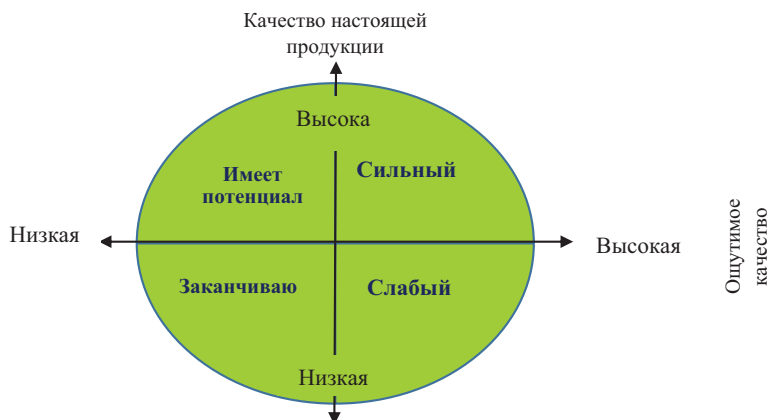 Качество настоящей
продукции
Высока
Имеет
потенциал
Сильный
Низкая
Высокая
Ощутимое
качество
Заканчиваю
Слабый
Низкая